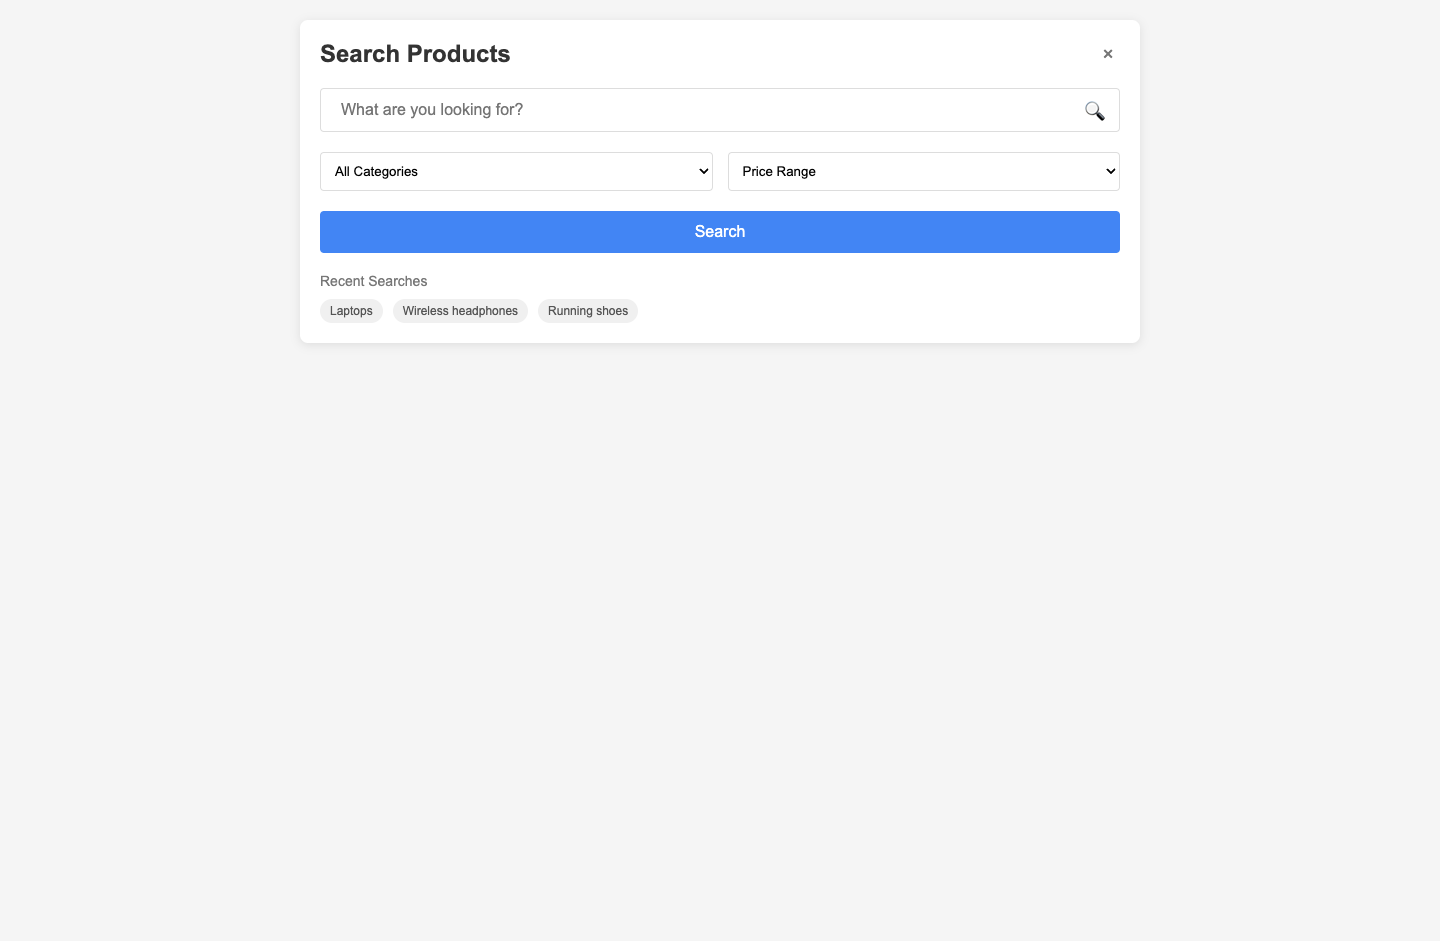 Search Products
×
What are you looking for?
All Categories
Price Range
Search
Recent Searches
Laptops
Wireless headphones
Running shoes